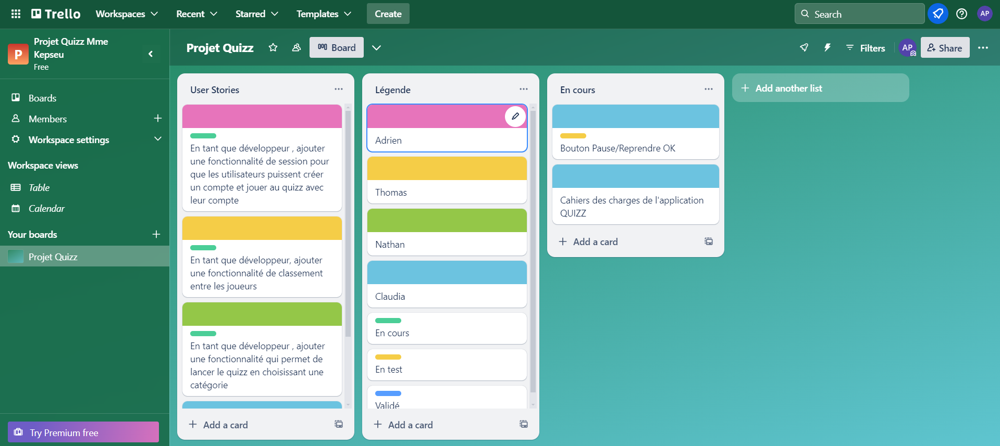 Trello
Workspaces
Recent
Starred
Templates
Create
Search
AP
P
Projet Quizz Mme
Kepseu
Free
Boards
Members
Workspace settings
Workspace views
Table
Calendar
Your boards
Projet Quizz
Try Premium free
Projet Quizz
Board
Filters
AP
Share
User Stories
En tant que développeur , ajouter
une fonctionnalité de session pour
que les utilisateurs puissent créer
un compte et jouer au quizz avec
leur compte
En tant que développeur, ajouter
une fonctionnalité de classement
entre les joueurs
En tant que développeur , ajouter
une fonctionnalité qui permet de
lancer le quizz en choisissant une
catégorie
Add a card
Légende
Adrien
Thomas
Nathan
Claudia
En cours
En test
Validé
Add a card
En cours
Bouton Pause/Reprendre OK
Cahiers des charges de l'application
QUIZZ
Add a card
Add another list